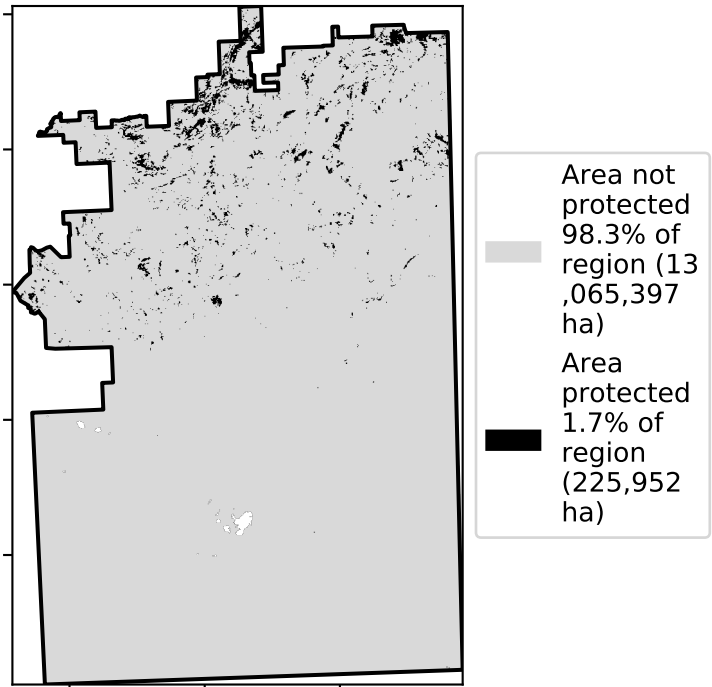 Area not
protected
98.3% of
region (13
,065,397
ha)
Area
protected
1.7% of
region
(225,952
ha)